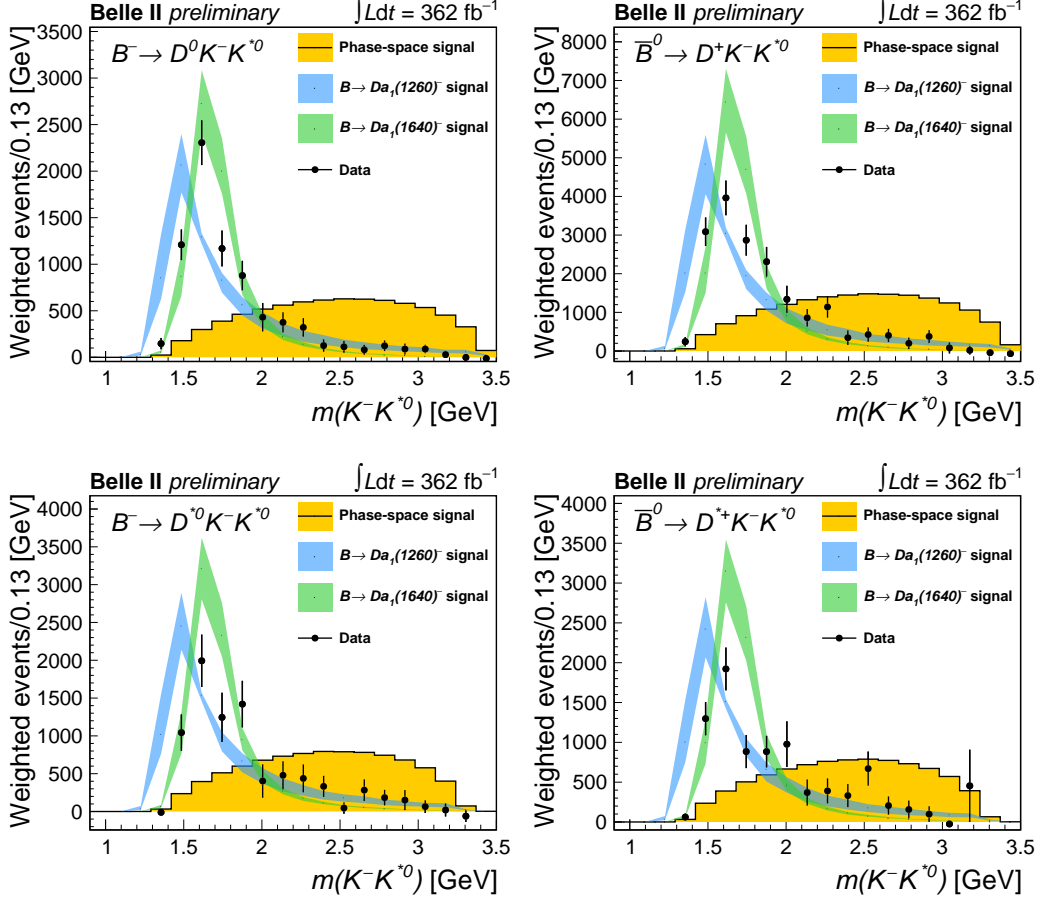 Belle II preliminary ∫Ldt = 362 fb⁻¹
B⁻→ D⁰K⁻K*⁰
Phase-space signal
B→ Da₁(1260)⁻ signal
B→ Da₁(1640)⁻ signal
Data
Weighted events/0.13 [GeV]
3500
3000
2500
2000
1500
1000
500
0
1 1.5 2 2.5 3 3.5
m(K⁻K*⁰) [GeV]
Belle II preliminary ∫Ldt = 362 fb⁻¹
B̅⁰→ D⁺K⁻K*⁰
Phase-space signal
B→ Da₁(1260)⁻ signal
B→ Da₁(1640)⁻ signal
Data
Weighted events/0.13 [GeV]
8000
7000
6000
5000
4000
3000
2000
1000
0
1 1.5 2 2.5 3 3.5
m(K⁻K*⁰) [GeV]
Belle II preliminary ∫Ldt = 362 fb⁻¹
B⁻→ D*⁰K⁻K*⁰
Phase-space signal
B→ Da₁(1260)⁻ signal
B→ Da₁(1640)⁻ signal
Data
Weighted events/0.13 [GeV]
4000
3500
3000
2500
2000
1500
1000
500
0
1 1.5 2 2.5 3 3.5
m(K⁻K*⁰) [GeV]
Belle II preliminary ∫Ldt = 362 fb⁻¹
B̅⁰→ D*⁺K⁻K*⁰
Phase-space signal
B→ Da₁(1260)⁻ signal
B→ Da₁(1640)⁻ signal
Data
Weighted events/0.13 [GeV]
4000
3500
3000
2500
2000
1500
1000
500
0
1 1.5 2 2.5 3 3.5
m(K⁻K*⁰) [GeV]